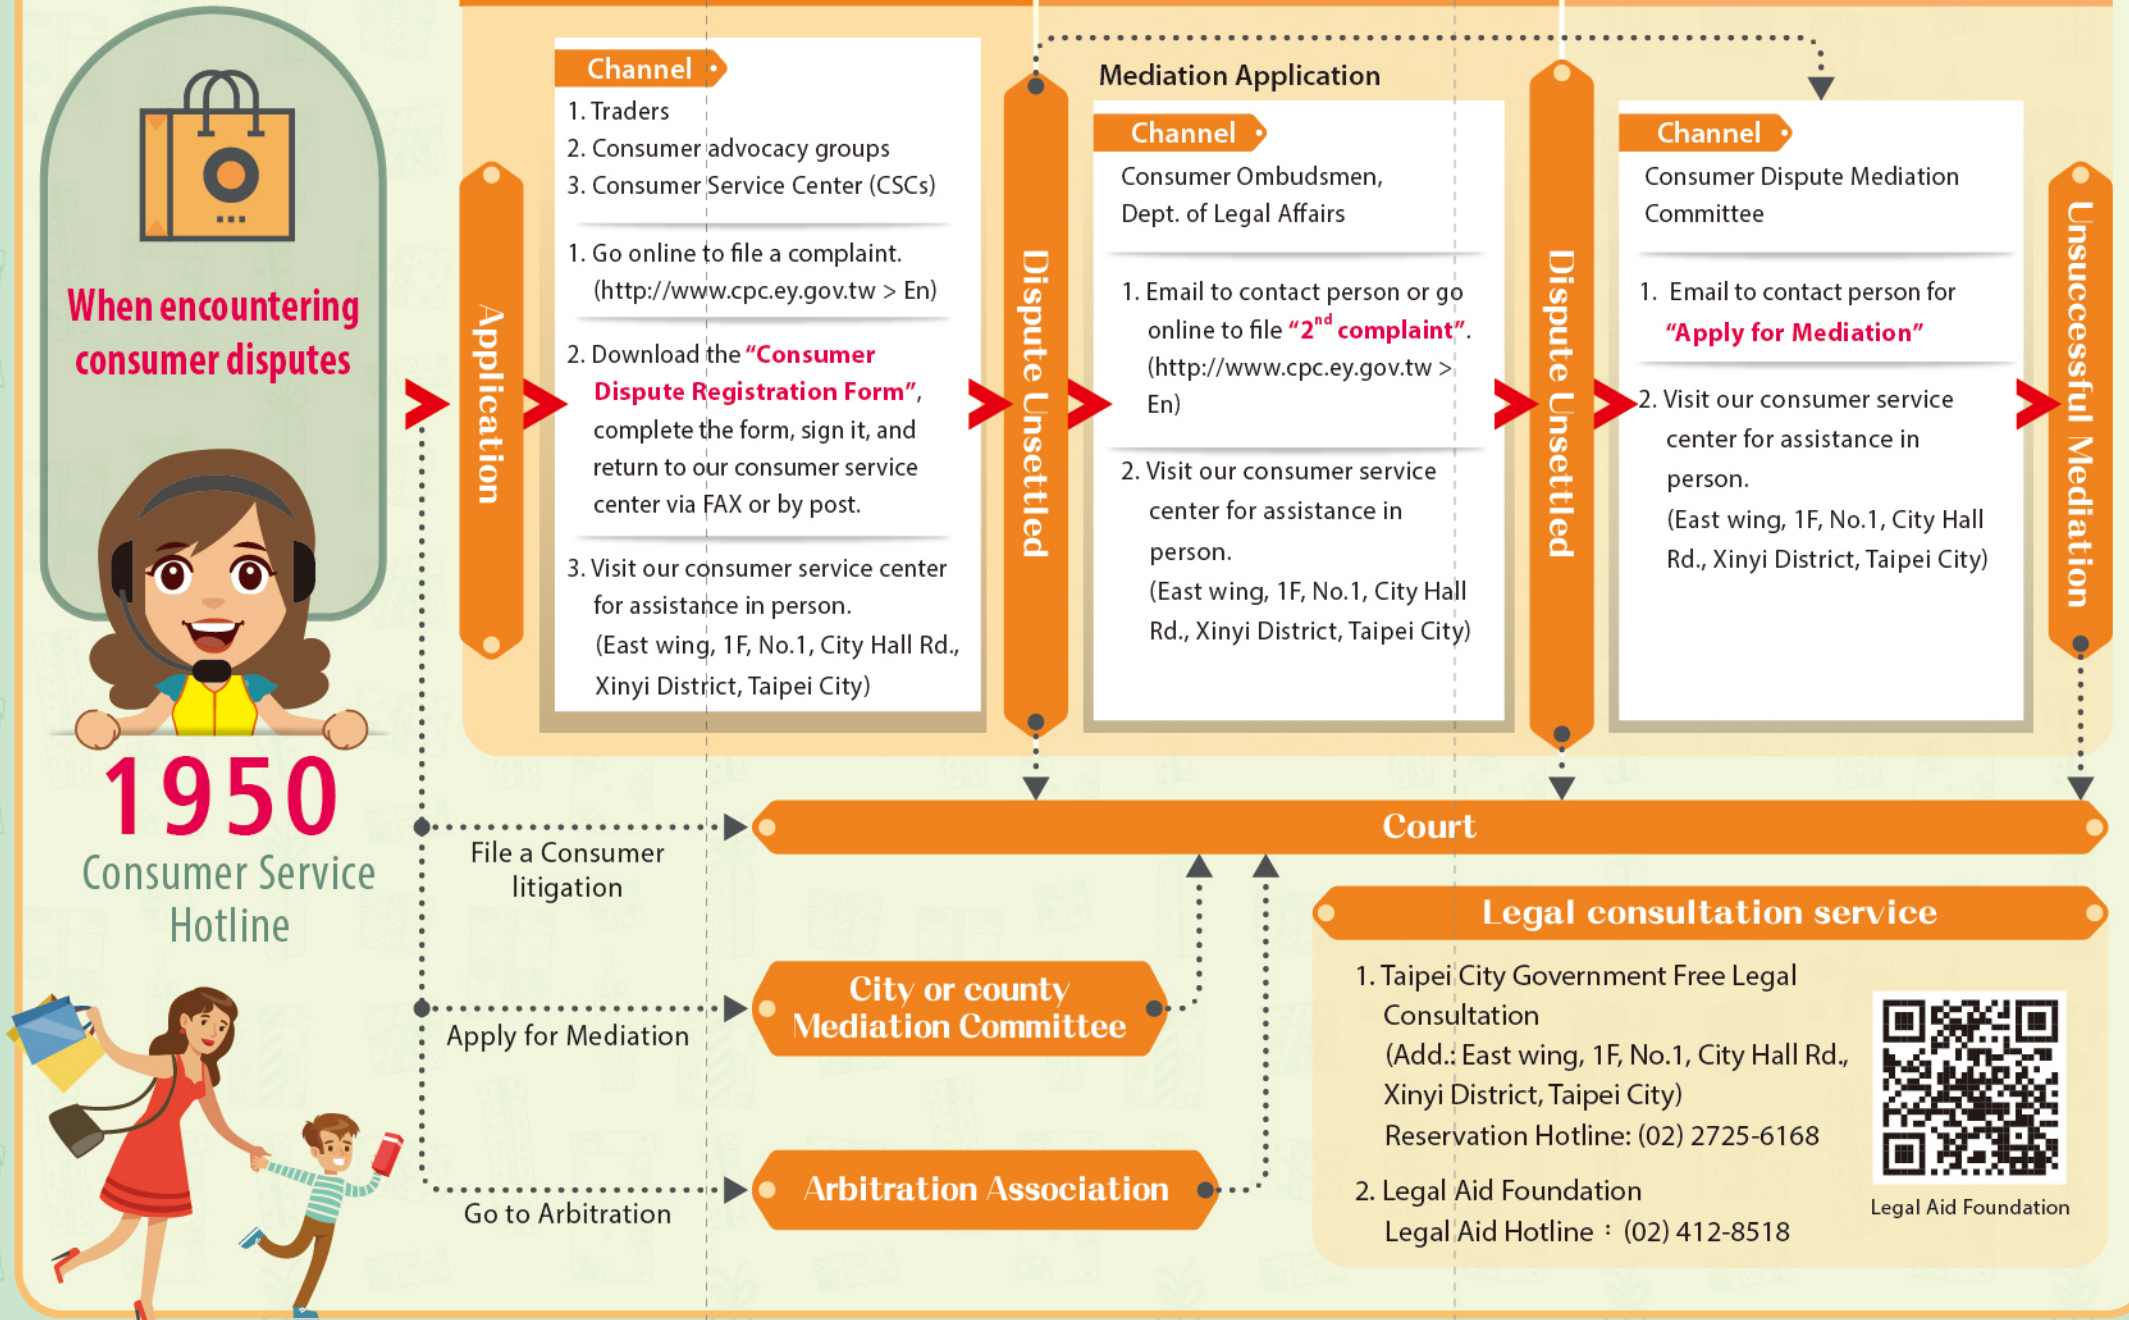 When encountering
consumer disputes
1950
Consumer Service
Hotline
Application
Channel
1. Traders
2. Consumer advocacy groups
3. Consumer Service Center (CSCs)
1. Go online to file a complaint.
(http://www.cpc.ey.gov.tw > En)
2. Download the “Consumer
Dispute Registration Form”,
complete the form, sign it, and
return to our consumer service
center via FAX or by post.
3. Visit our consumer service center
for assistance in person.
(East wing, 1F, No.1, City Hall Rd.,
Xinyi District, Taipei City)
Dispute Unsettled
Mediation Application
Channel
Consumer Ombudsmen,
Dept. of Legal Affairs
1. Email to contact person or go
online to file “2nd complaint”.
(http://www.cpc.ey.gov.tw >
En)
2. Visit our consumer service
center for assistance in
person.
(East wing, 1F, No.1, City Hall
Rd., Xinyi District, Taipei City)
Dispute Unsettled
Channel
Consumer Dispute Mediation
Committee
1. Email to contact person for
“Apply for Mediation”
2. Visit our consumer service
center for assistance in
person.
(East wing, 1F, No.1, City Hall
Rd., Xinyi District, Taipei City)
Unsuccessful Mediation
File a Consumer
litigation
Court
Apply for Mediation
City or county
Mediation Committee
Go to Arbitration
Arbitration Association
Legal consultation service
1. Taipei City Government Free Legal
Consultation
(Add.: East wing, 1F, No.1, City Hall Rd.,
Xinyi District, Taipei City)
Reservation Hotline: (02) 2725-6168
2. Legal Aid Foundation
Legal Aid Hotline：(02) 412-8518
Legal Aid Foundation